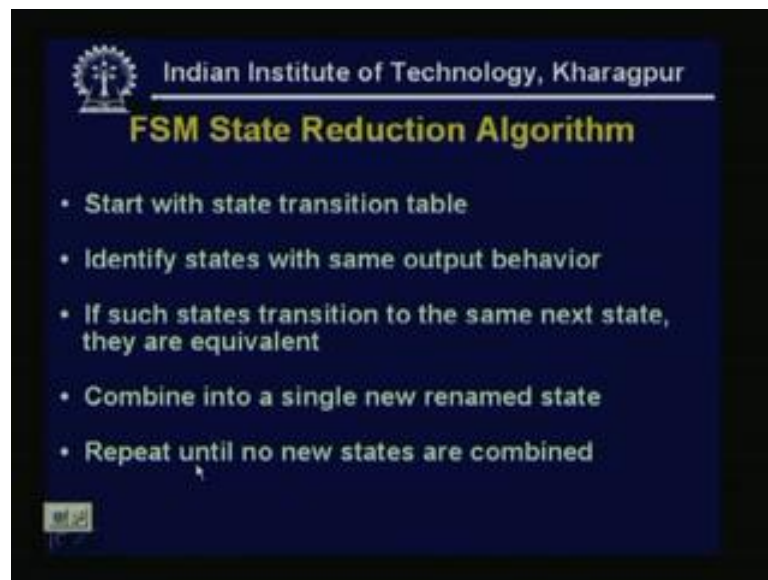 Indian Institute of Technology, Kharagpur
FSM State Reduction Algorithm
• Start with state transition table
• Identify states with same output behavior
• If such states transition to the same next state,
they are equivalent
• Combine into a single new renamed state
• Repeat until no new states are combined